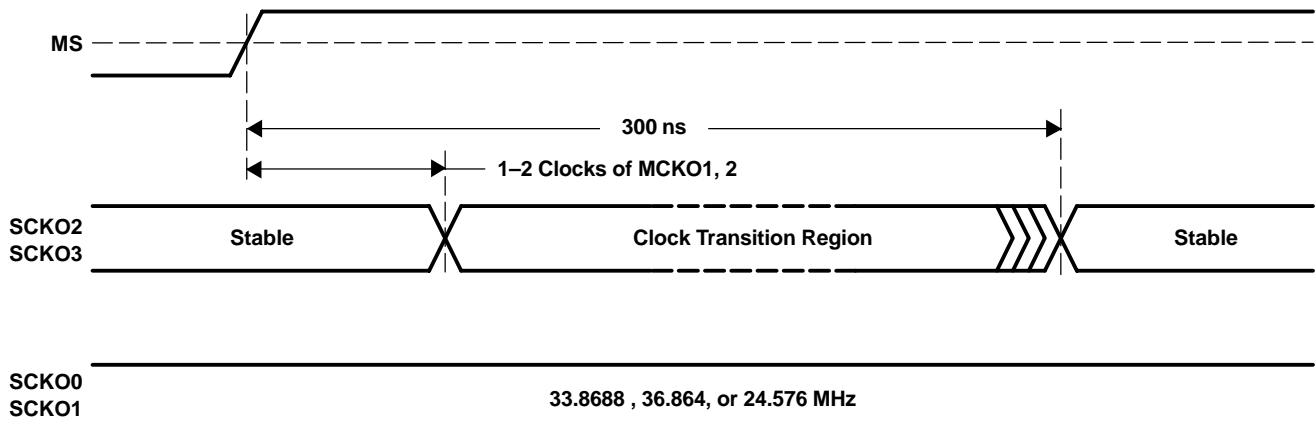 MS
300 ns
1–2 Clocks of MCKO1, 2
SCKO2
SCKO3
Stable
Clock Transition Region
Stable
SCKO0
SCKO1
33.8688 , 36.864, or 24.576 MHz